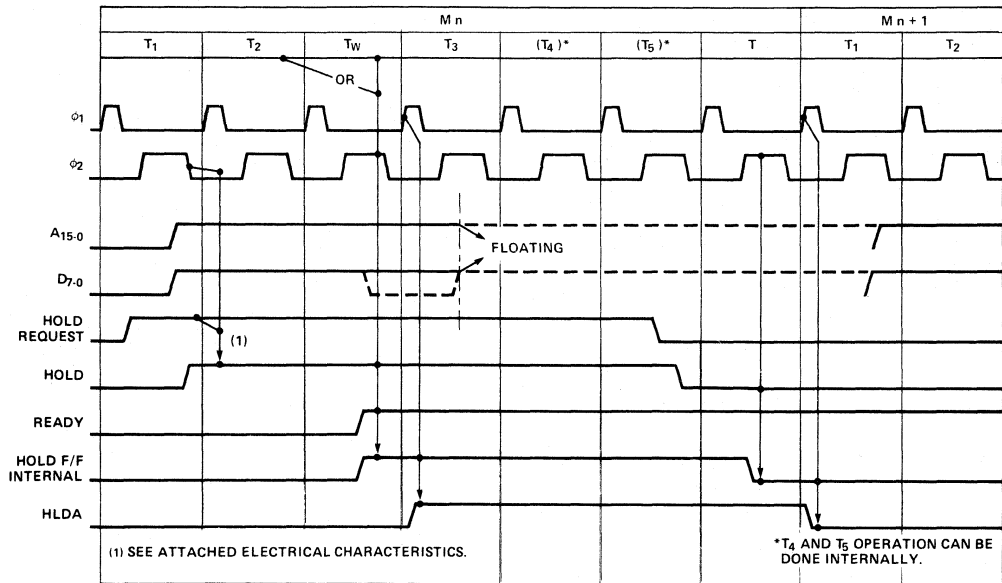 Mn
Mn + 1
T1
T2
TW
T3
(T4)*
(T5)*
T
T1
T2
OR
φ1
φ2
A15-0
FLOATING
D7-0
HOLD
REQUEST
(1)
HOLD
READY
HOLD F/F
INTERNAL
HLDA
(1) SEE ATTACHED ELECTRICAL CHARACTERISTICS.
*T4 AND T5 OPERATION CAN BE
DONE INTERNALLY.